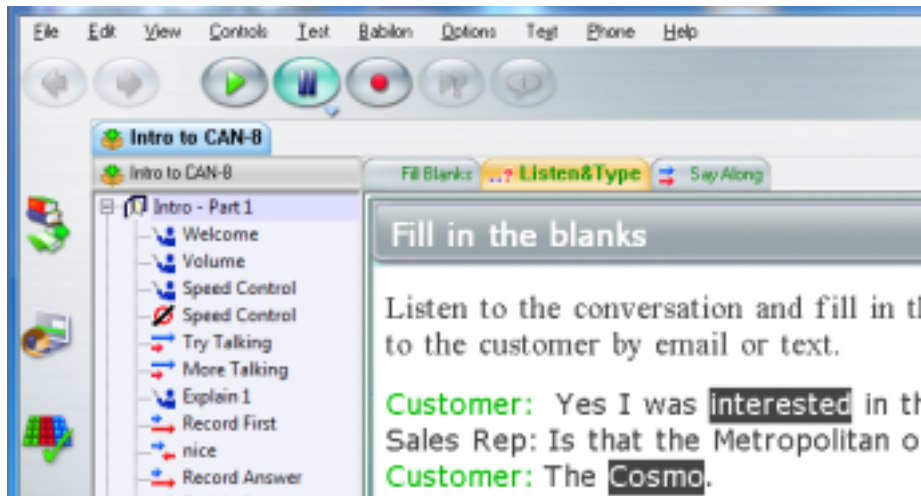 File Edit View Controls Test Babilon Options Test Phone Help
Intro to CAN-8
Intro to CAN-8
Fill Blanks ..? Listen&Type Say Along
Intro - Part 1
Welcome
Volume
Speed Control
Speed Control
Try Talking
More Talking
Explain 1
Record First
nice
Record Answer
Fill in the blanks
Listen to the conversation and fill in th
to the customer by email or text.
Customer: Yes I was interested in th
Sales Rep: Is that the Metropolitan o
Customer: The Cosmo.